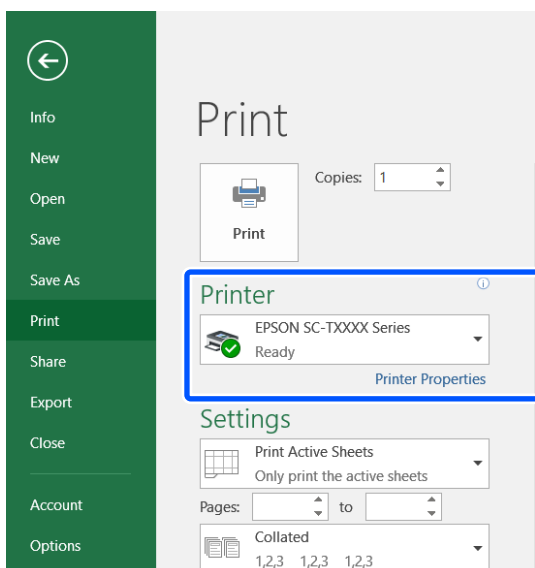 Info
New
Open
Save
Save As
Print
Share
Export
Close
Account
Options
Print
Copies: 1
Print
Printer
EPSON SC-TXXXX Series
Ready
Printer Properties
Settings
Print Active Sheets
Only print the active sheets
Pages: to
Collated
1,2,3 1,2,3 1,2,3